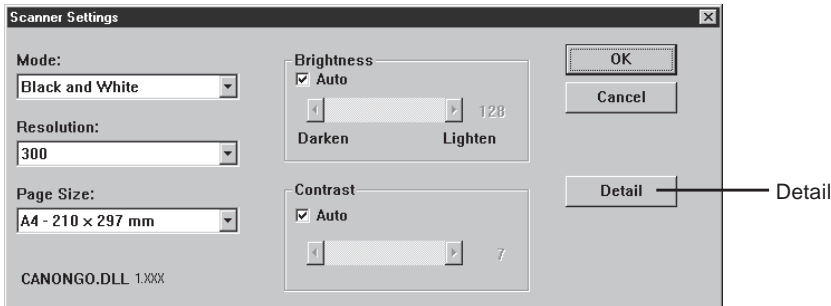 Scanner Settings
Mode:
Black and White
Resolution:
300
Page Size:
A4 - 210 × 297 mm
CANONGO.DLL 1.XXX
Brightness
Auto
128
Darken Lighten
Contrast
Auto
7
OK
Cancel
Detail
Detail